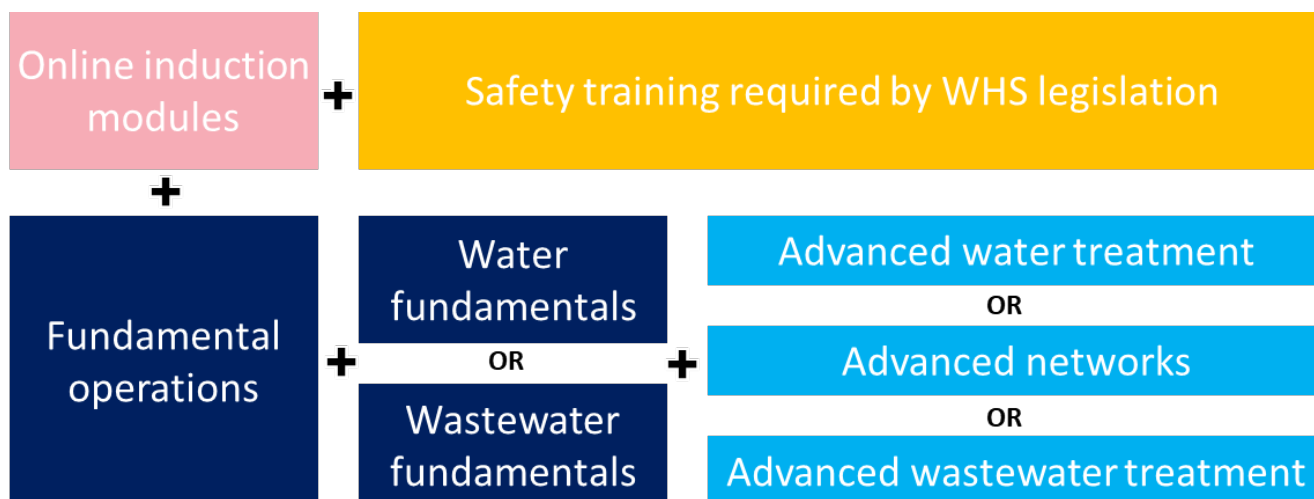 Online induction
modules
+
Safety training required by WHS legislation
+
Fundamental
operations
+
Water
fundamentals
OR
Wastewater
fundamentals
+
Advanced water treatment
OR
Advanced networks
OR
Advanced wastewater treatment